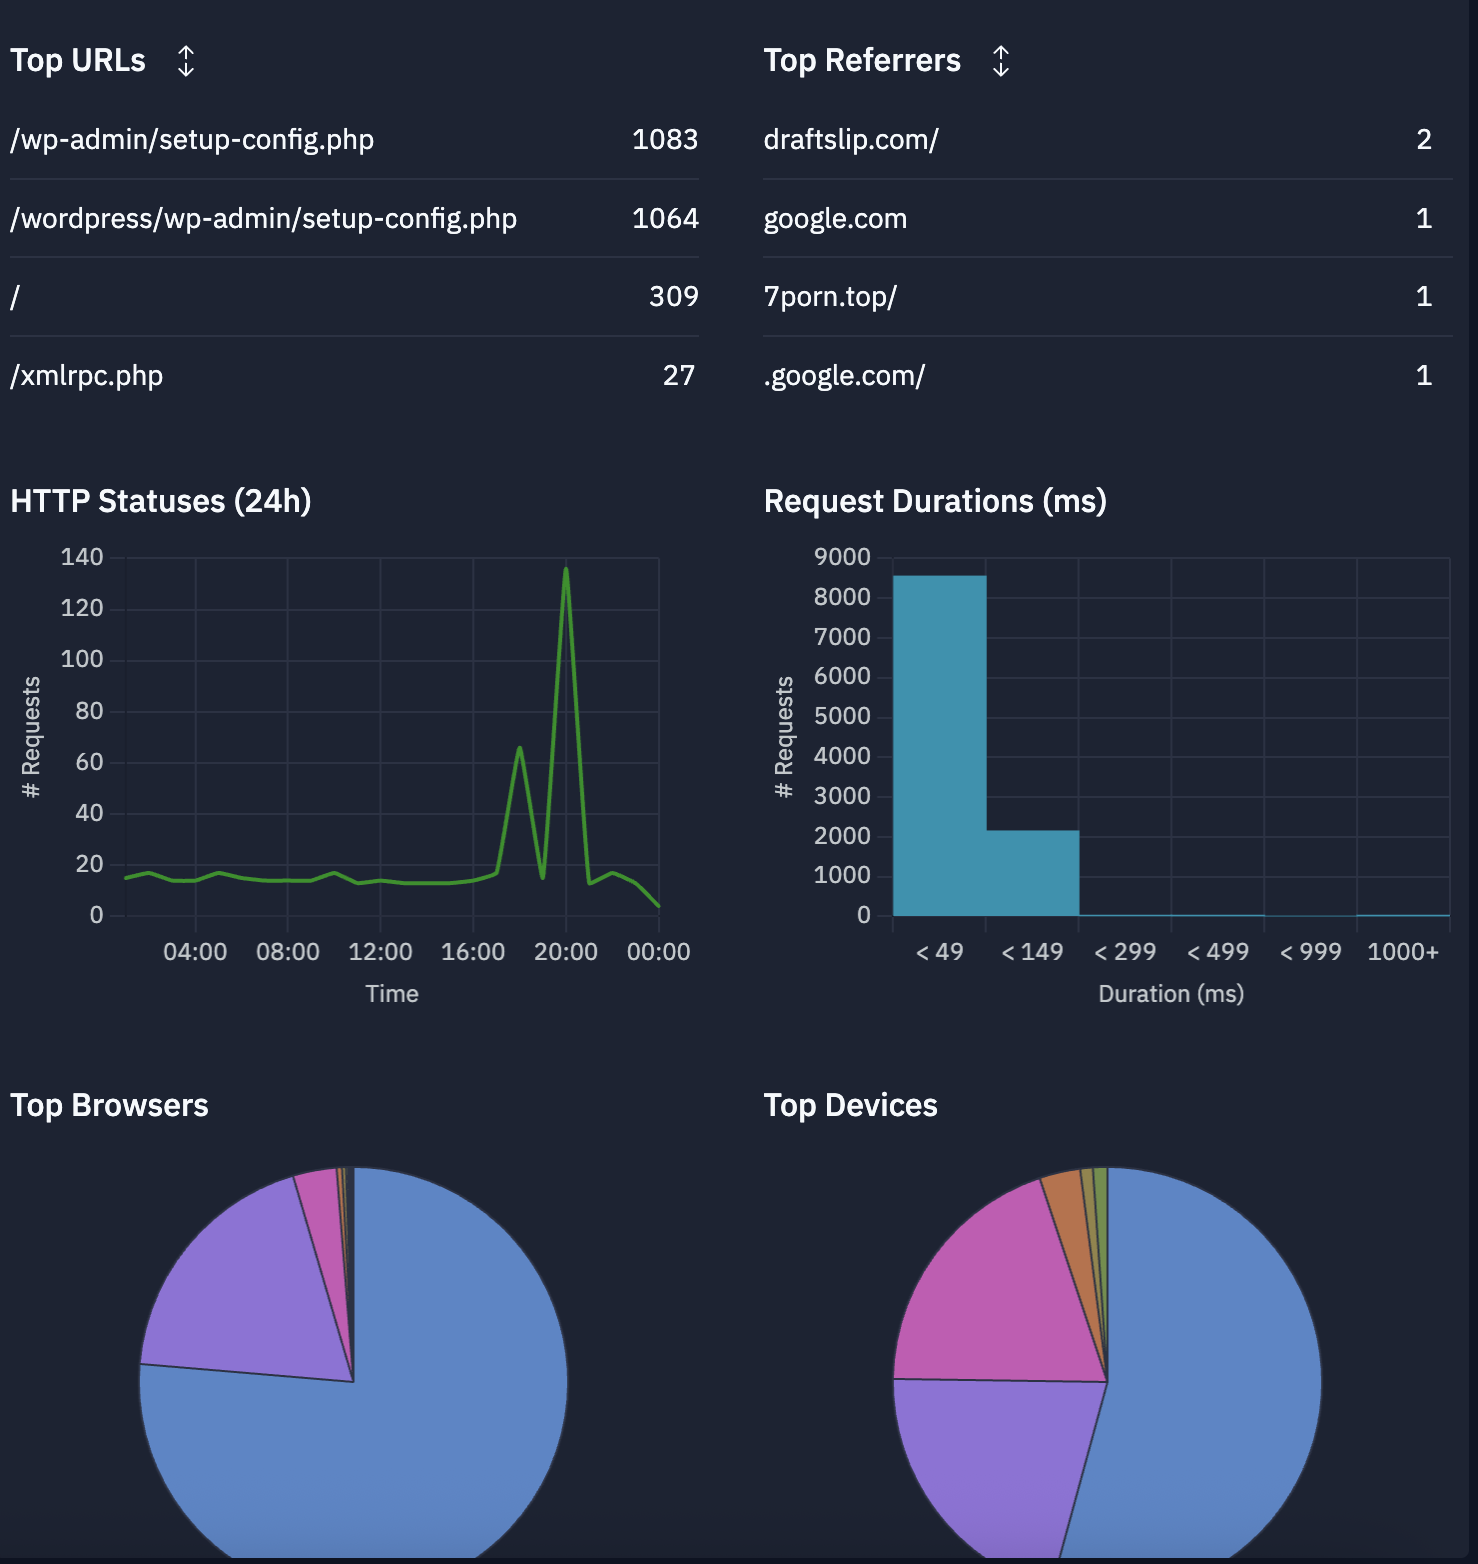 Top URLs
/wp-admin/setup-config.php 1083
/wordpress/wp-admin/setup-config.php 1064
/ 309
/xmlrpc.php 27
Top Referrers
draftslip.com/ 2
google.com 1
7porn.top/ 1
.google.com/ 1
HTTP Statuses (24h)
# Requests
140
120
100
80
60
40
20
0
04:00 08:00 12:00 16:00 20:00 00:00
Time
Request Durations (ms)
# Requests
9000
8000
7000
6000
5000
4000
3000
2000
1000
0
< 49 < 149 < 299 < 499 < 999 1000+
Duration (ms)
Top Browsers
Top Devices